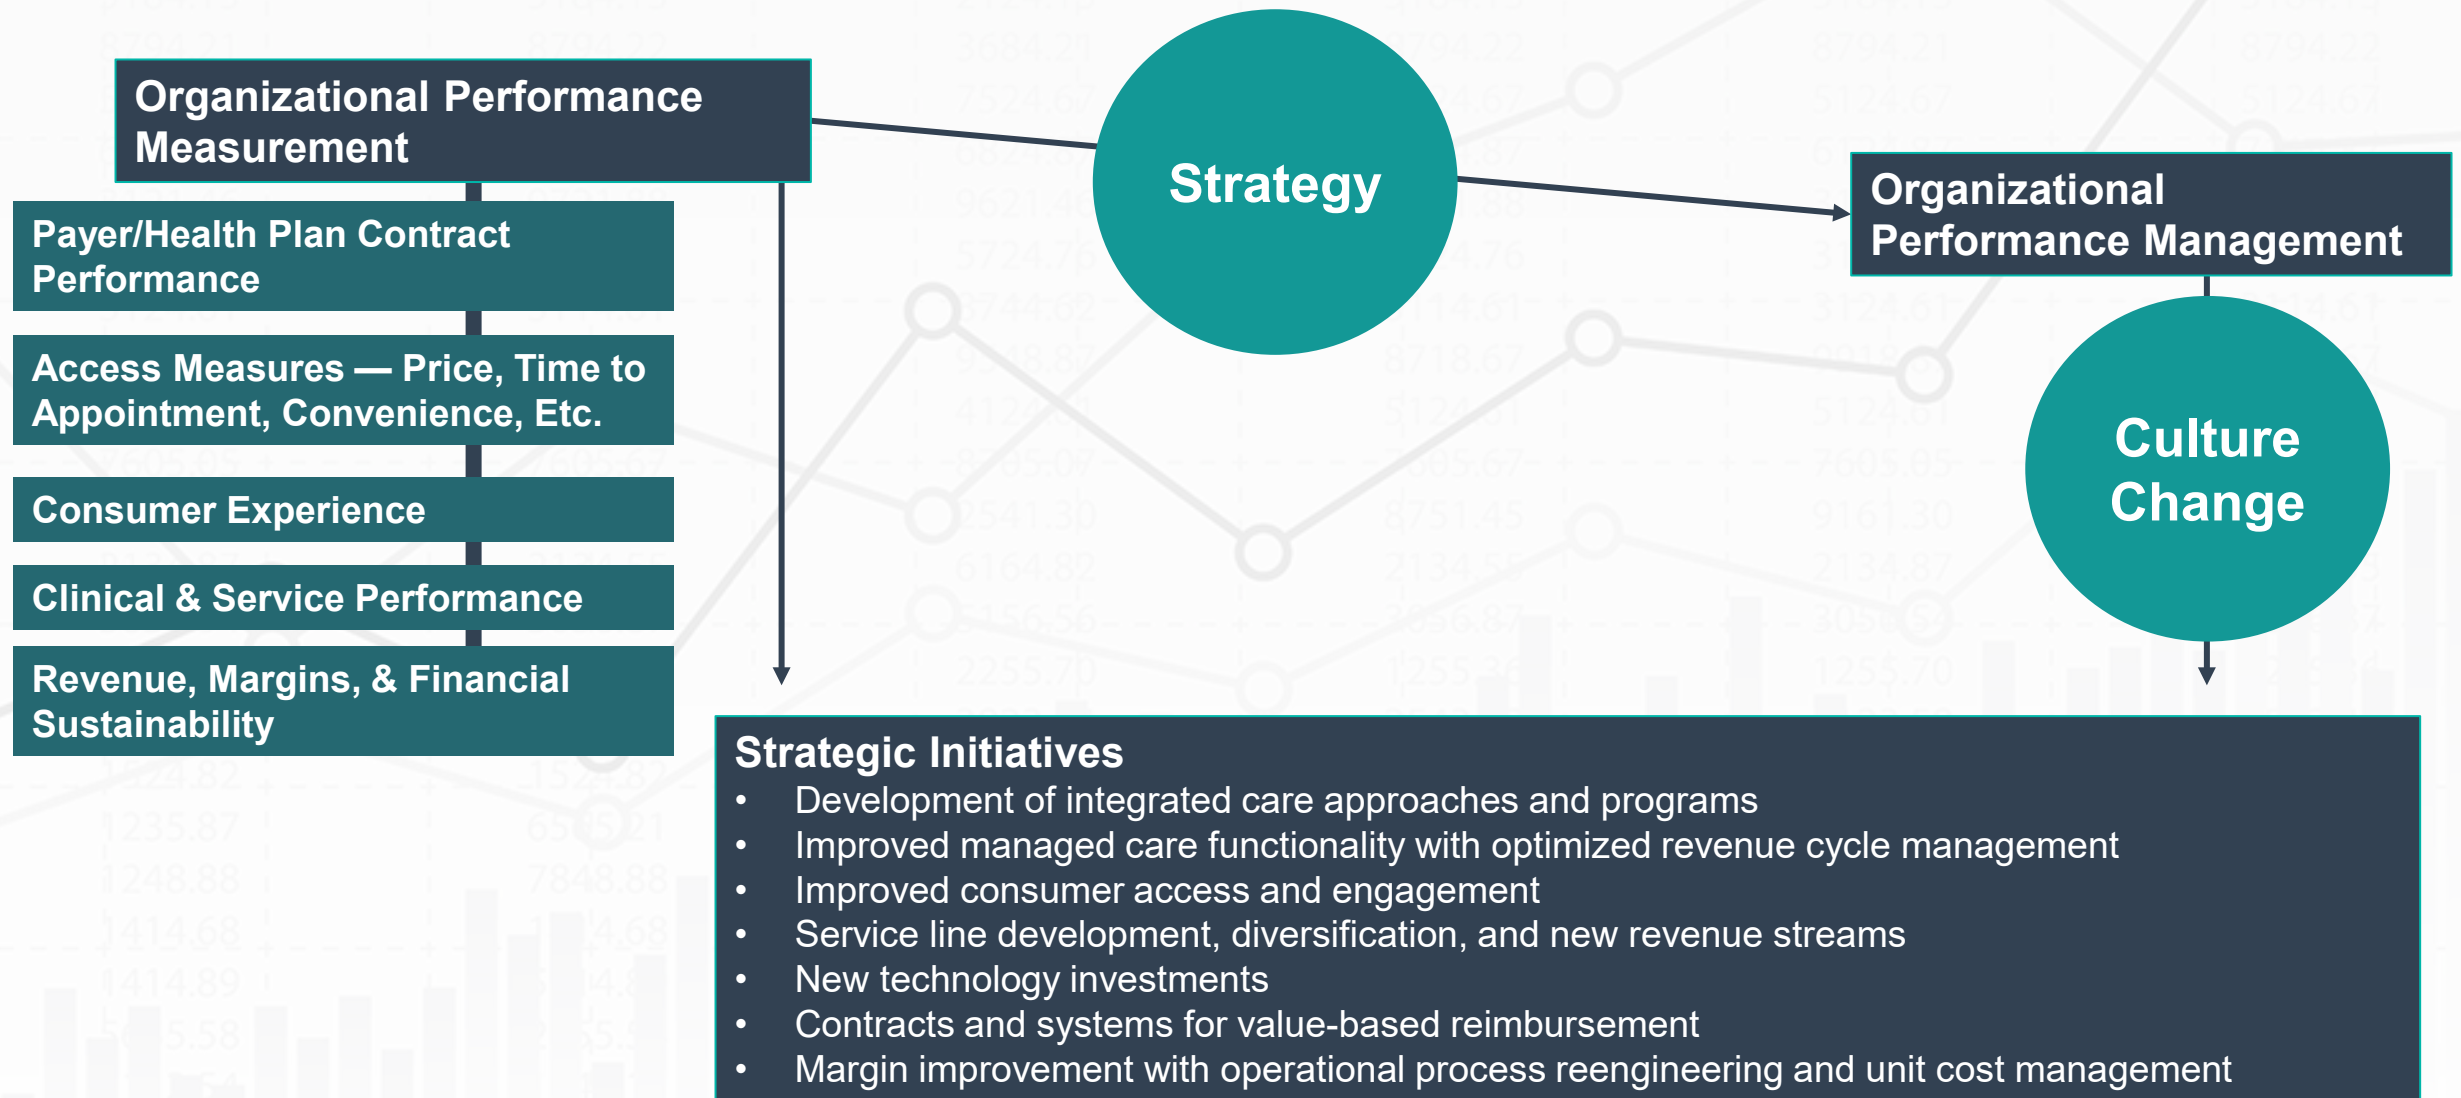 Organizational Performance
Measurement
Payer/Health Plan Contract
Performance
Access Measures — Price, Time to
Appointment, Convenience, Etc.
Consumer Experience
Clinical & Service Performance
Revenue, Margins, & Financial
Sustainability
Strategy
Organizational
Performance Management
Culture
Change
Strategic Initiatives
• Development of integrated care approaches and programs
• Improved managed care functionality with optimized revenue cycle management
• Improved consumer access and engagement
• Service line development, diversification, and new revenue streams
• New technology investments
• Contracts and systems for value-based reimbursement
• Margin improvement with operational process reengineering and unit cost management